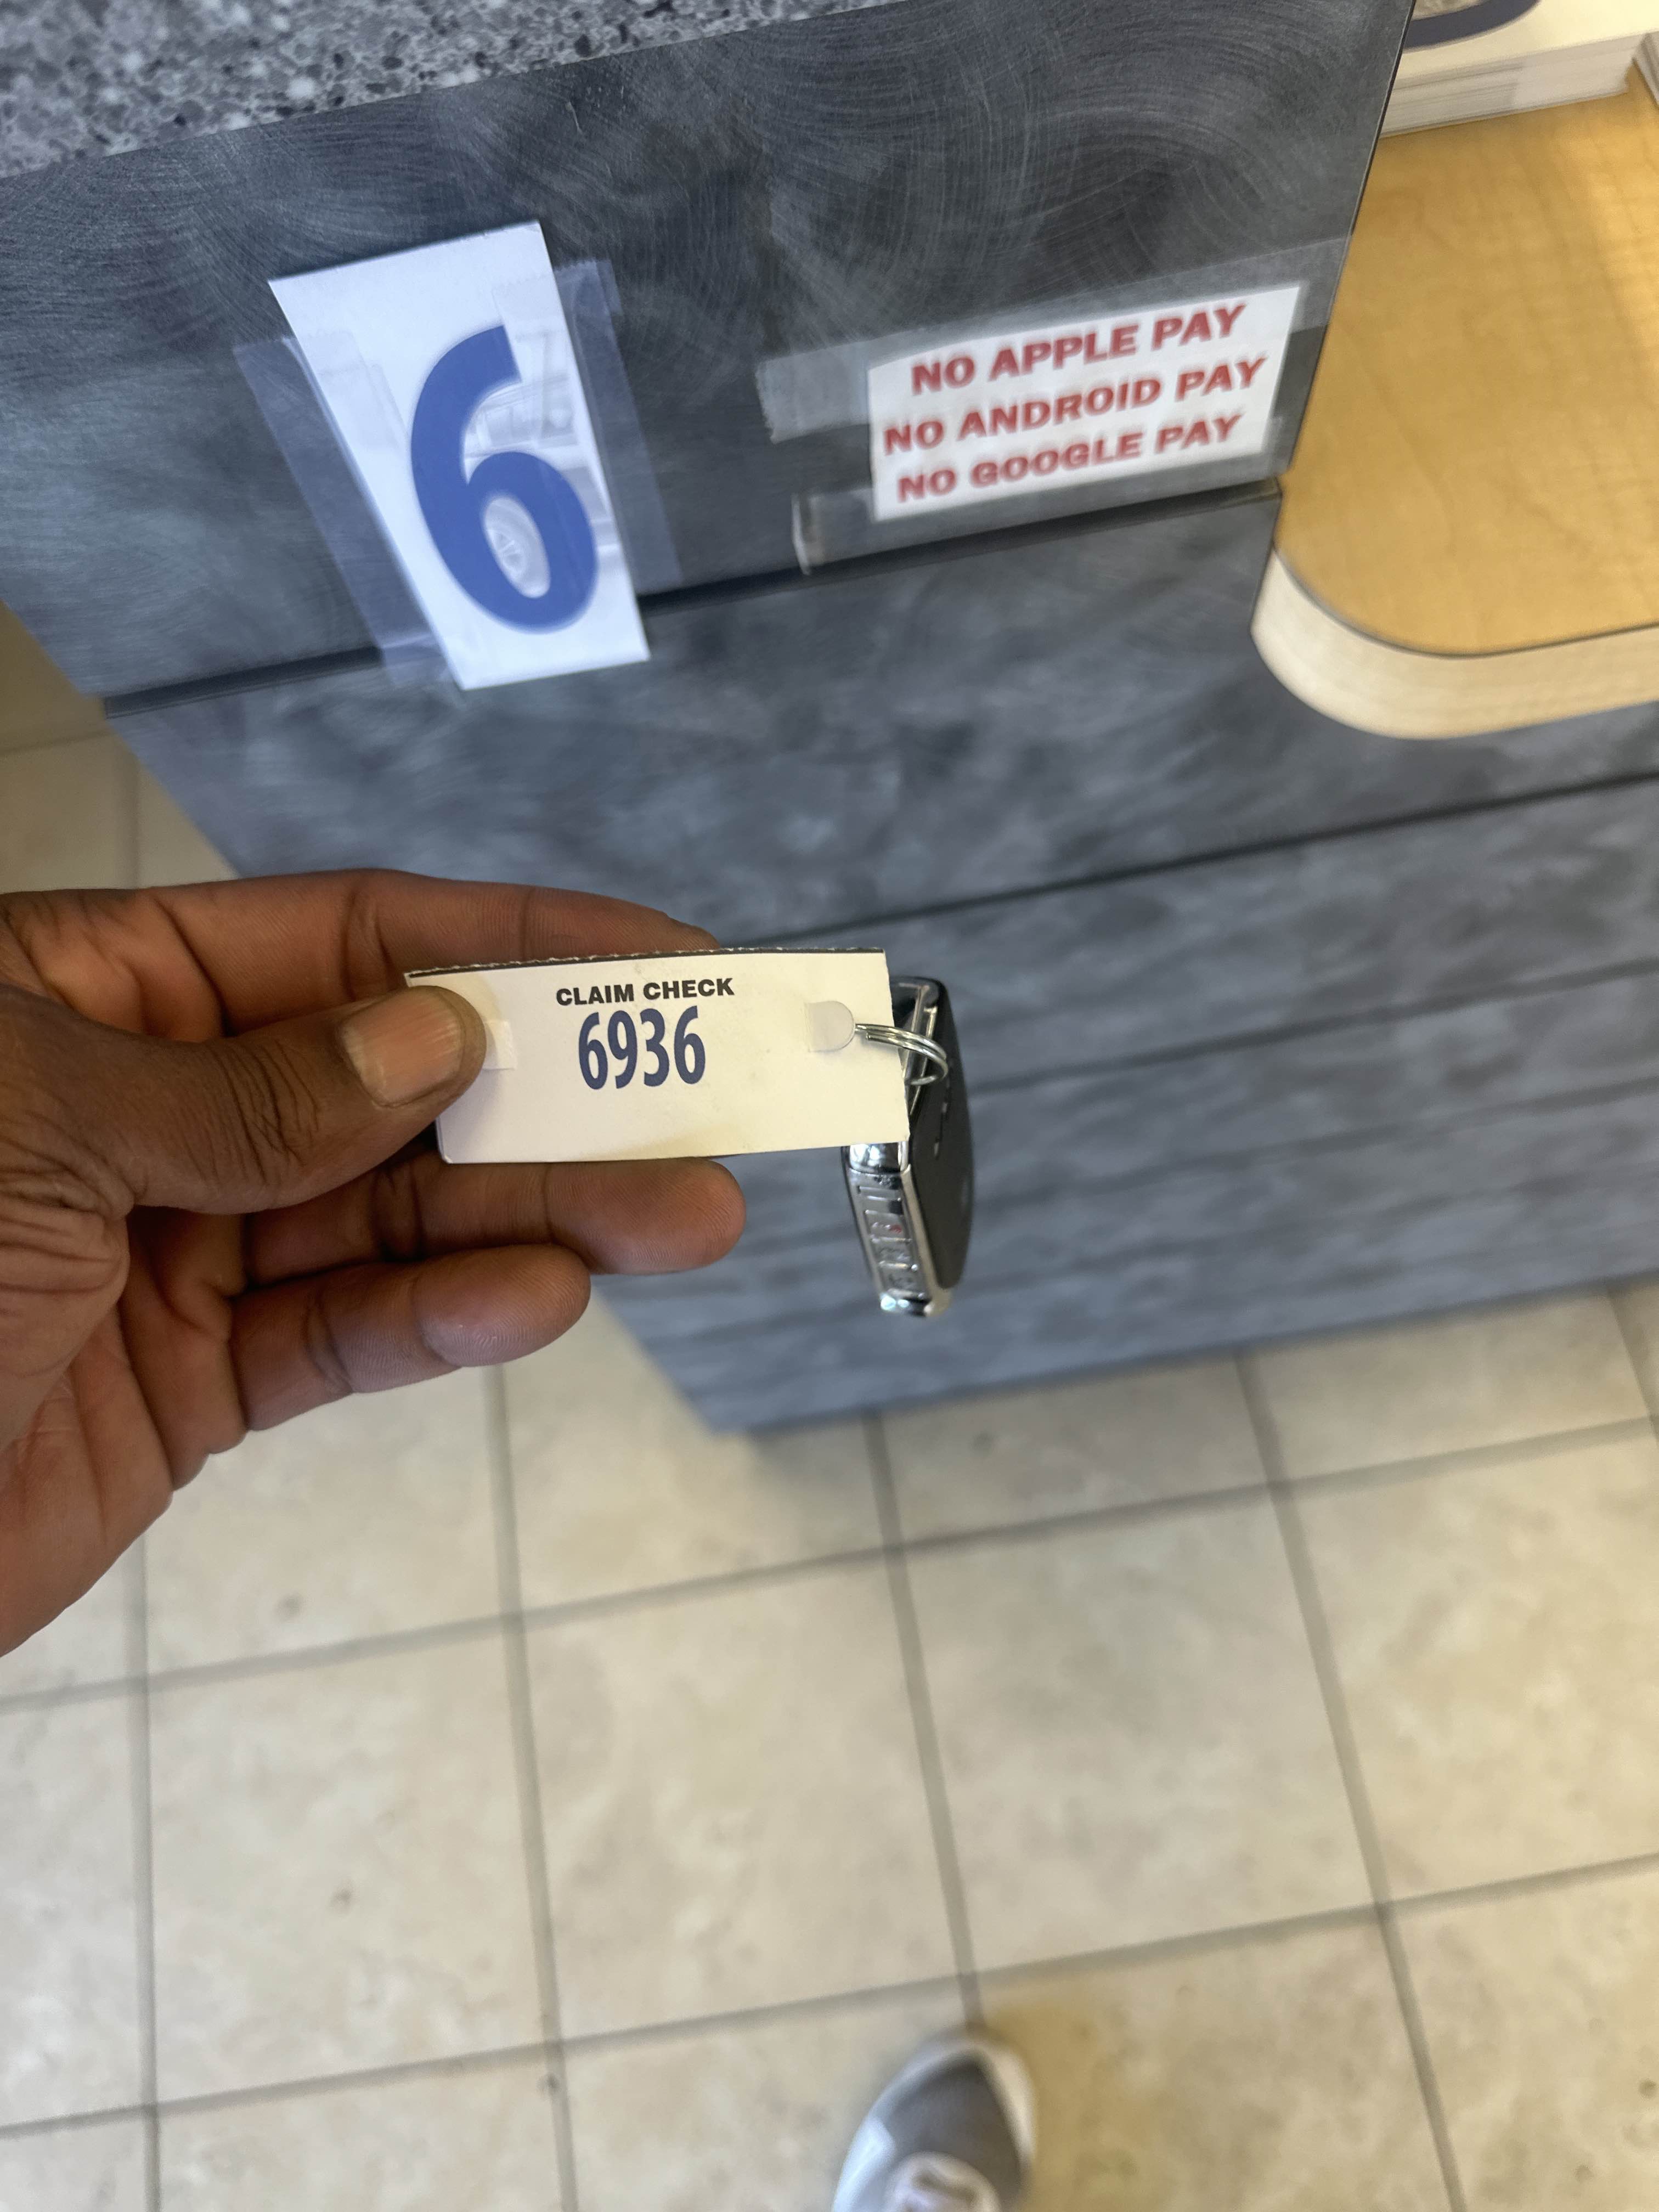 6
NO APPLE PAY
NO ANDROID PAY
NO GOOGLE PAY
CLAIM CHECK
6936